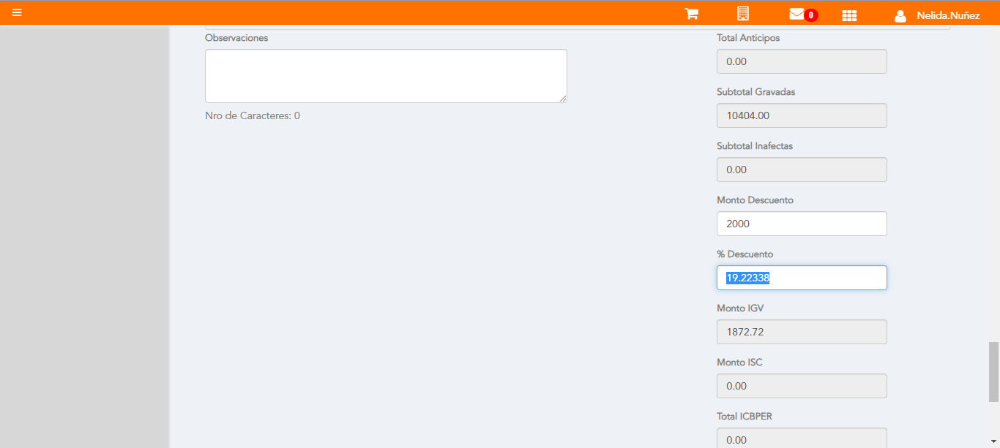 0
Nelida.Nuñez
Observaciones
Nro de Caracteres: 0
Total Anticipos
0.00
Subtotal Gravadas
10404.00
Subtotal Inafectas
0.00
Monto Descuento
2000
% Descuento
19.22338
Monto IGV
1872.72
Monto ISC
0.00
Total ICBPER
0.00